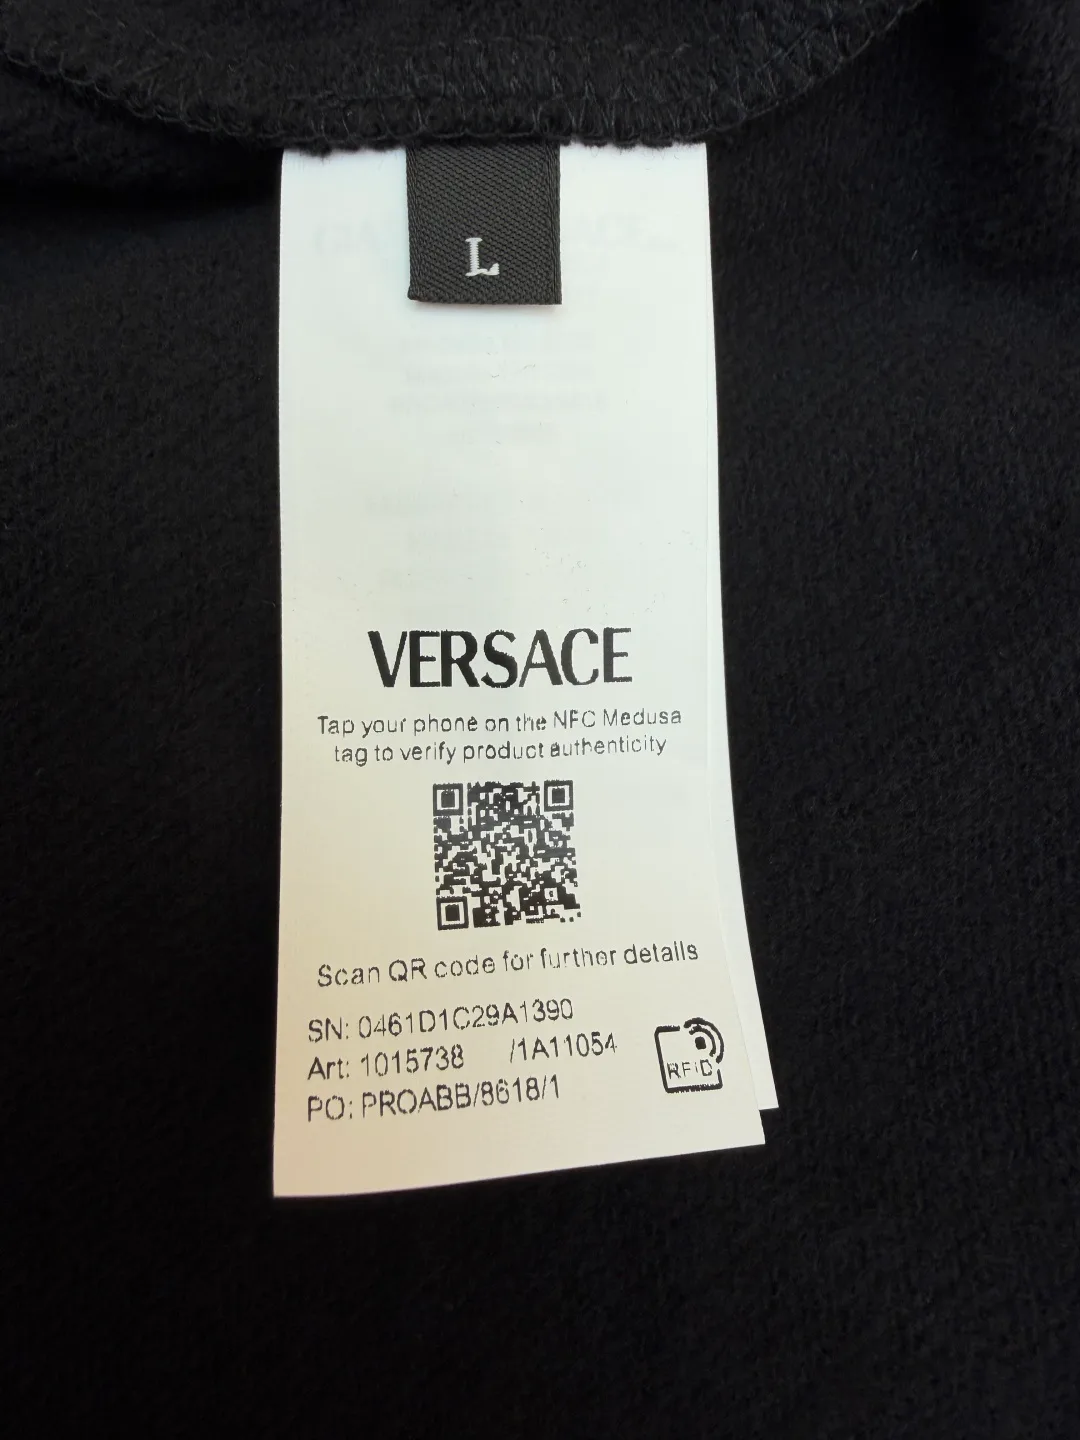 L
VERSACE
Tap your phone on the NFC Medusa
tag to verify product authenticity
Scan QR code for further details
SN: 0461D1C29A1390
Art: 1015738 /1A11054
PO: PROABB/8618/1
RFID